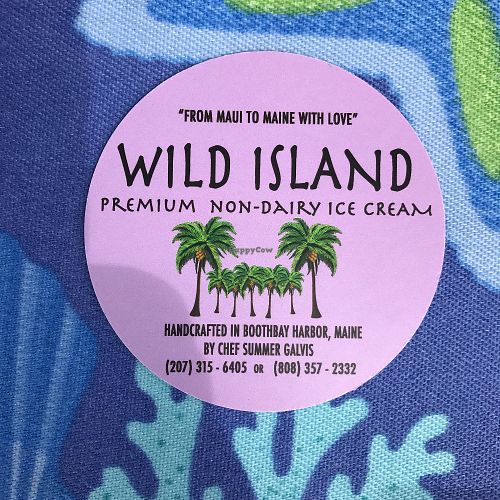 "FROM MAUI TO MAINE WITH LOVE"
WILD ISLAND
PREMIUM NON-DAIRY ICE CREAM
HappyCow
HANDCRAFTED IN BOOTHBAY HARBOR, MAINE
BY CHEF SUMMER GALVIS
(207) 315 - 6405 OR (808) 357 - 2332